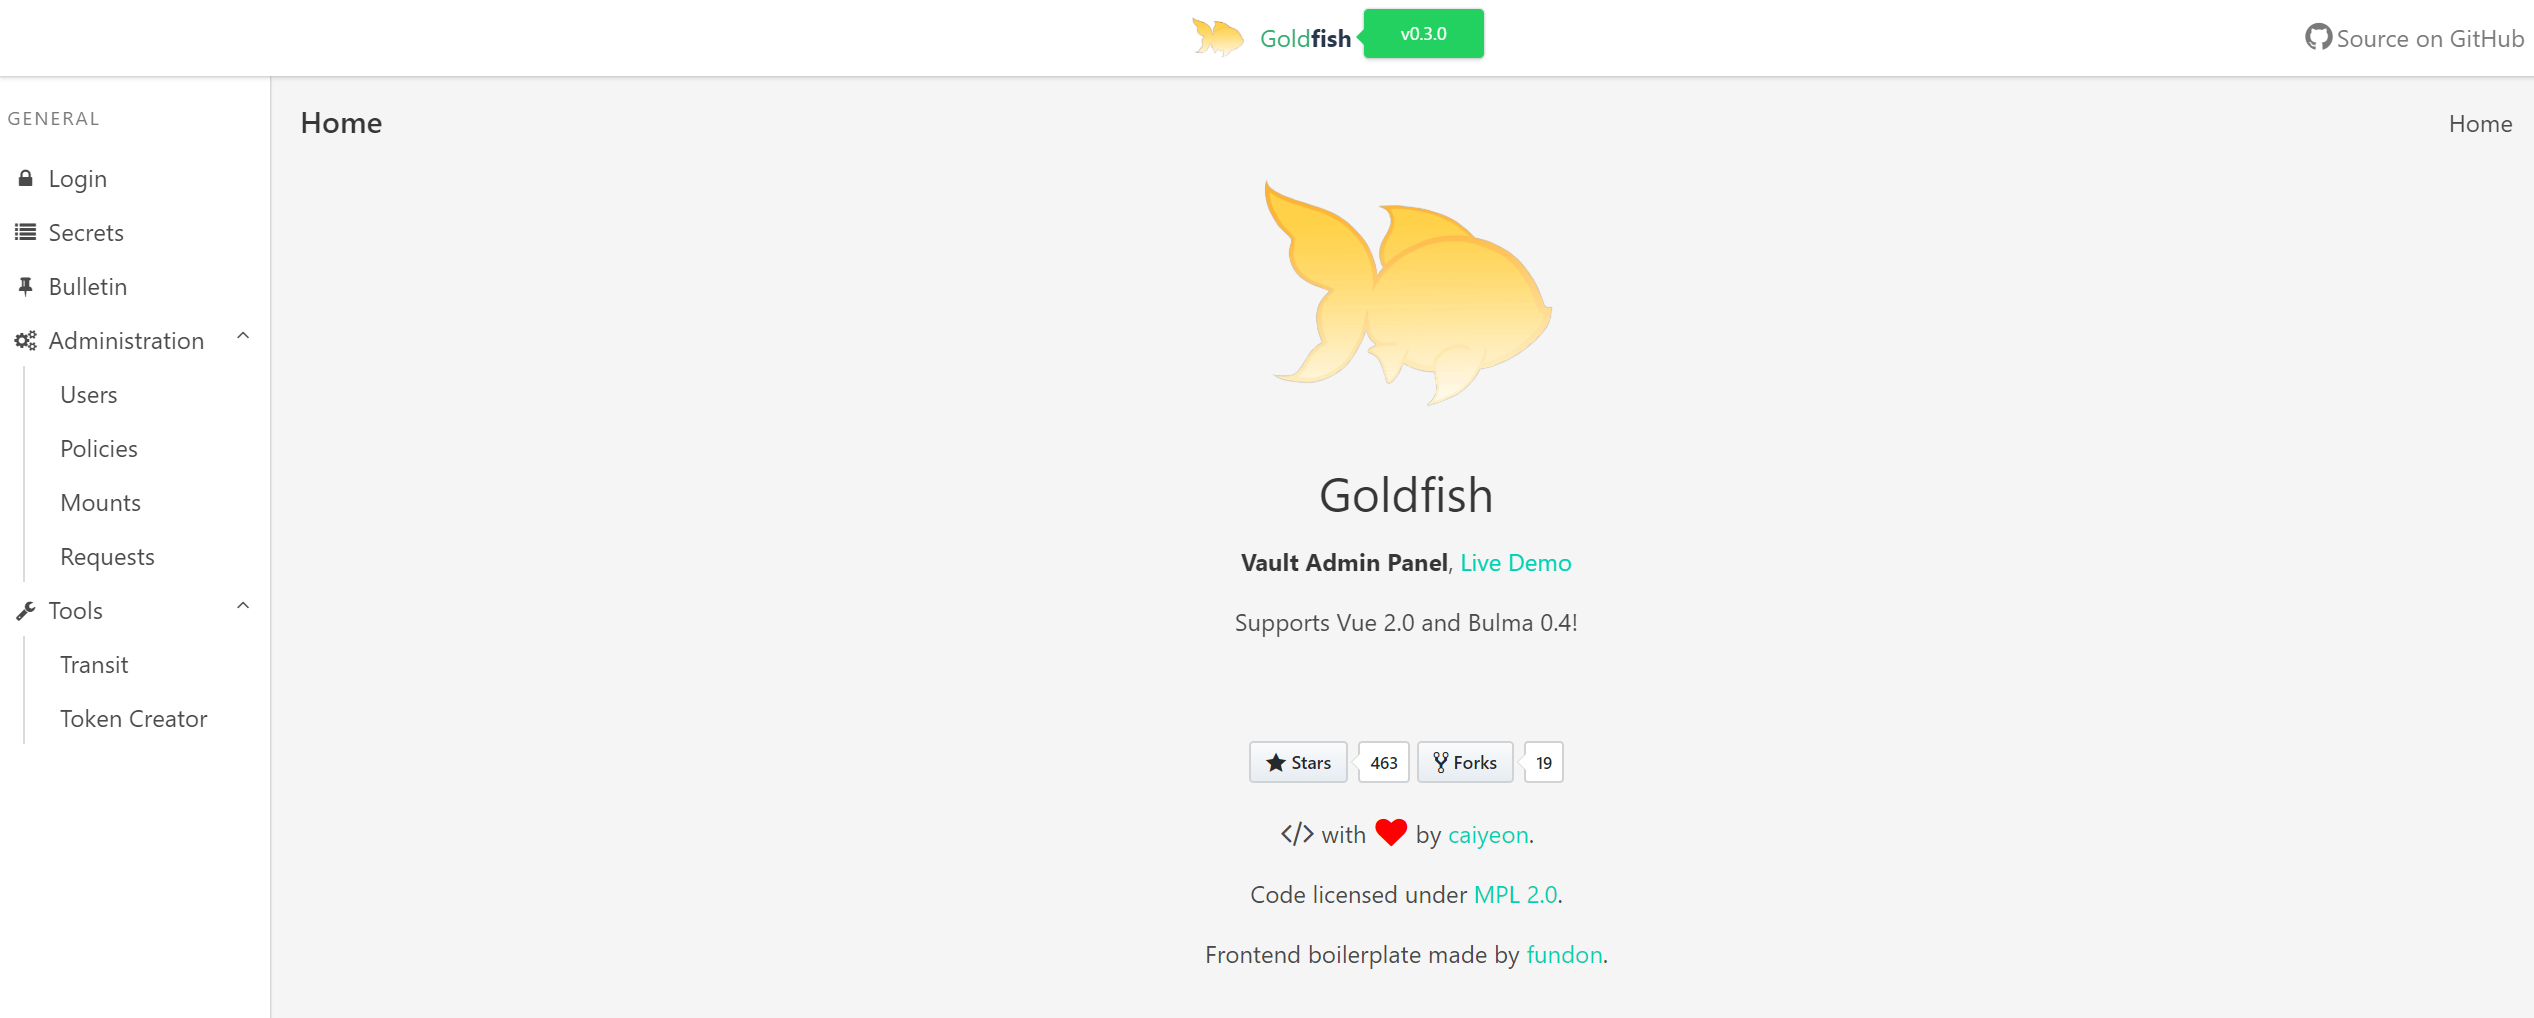 Goldfish
v0.3.0
Source on GitHub
GENERAL
Login
Secrets
Bulletin
Administration
Users
Policies
Mounts
Requests
Tools
Transit
Token Creator
Home
Home
Goldfish
Vault Admin Panel, Live Demo
Supports Vue 2.0 and Bulma 0.4!
Stars 463 Forks 19
</> with ♥ by caiyeon.
Code licensed under MPL 2.0.
Frontend boilerplate made by fundon.